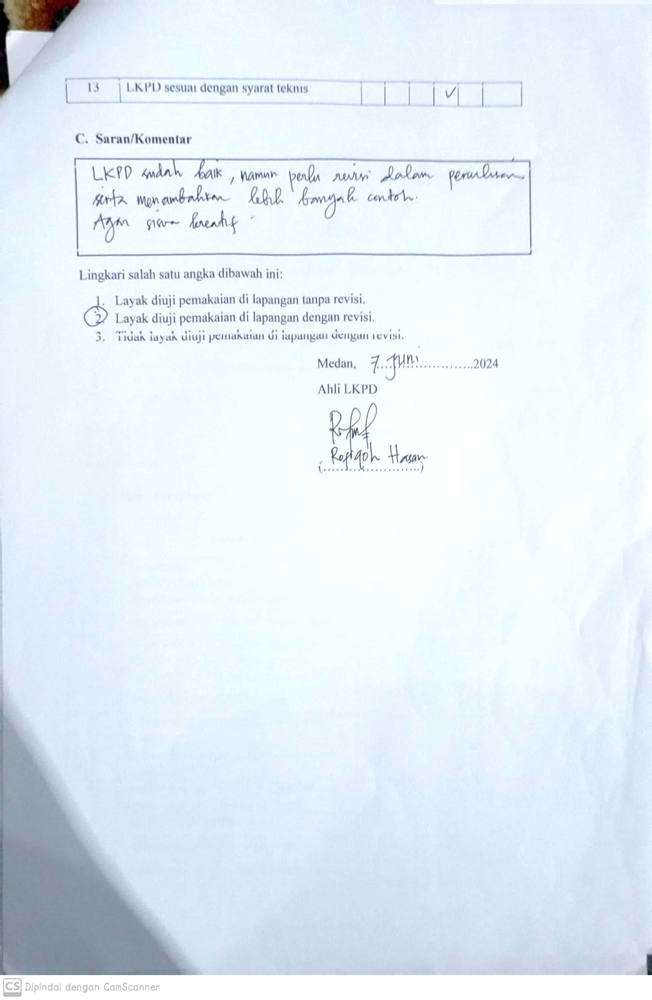 13 LKPD sesuai dengan syarat teknis ✓
C. Saran/Komentar
LKPD sudah baik, namun perlu revisi dalam penulisan
serta menambahkan lebih banyak contoh.
Agar siswa kreatif.
Lingkari salah satu angka dibawah ini:
1. Layak diuji pemakaian di lapangan tanpa revisi.
2. Layak diuji pemakaian di lapangan dengan revisi.
3. Tidak layak diuji pemakaian di lapangan dengan revisi.
Medan, 7 Juni 2024
Ahli LKPD
Rofiqoh Hasan
(........................)
CS Dipindai dengan CamScanner